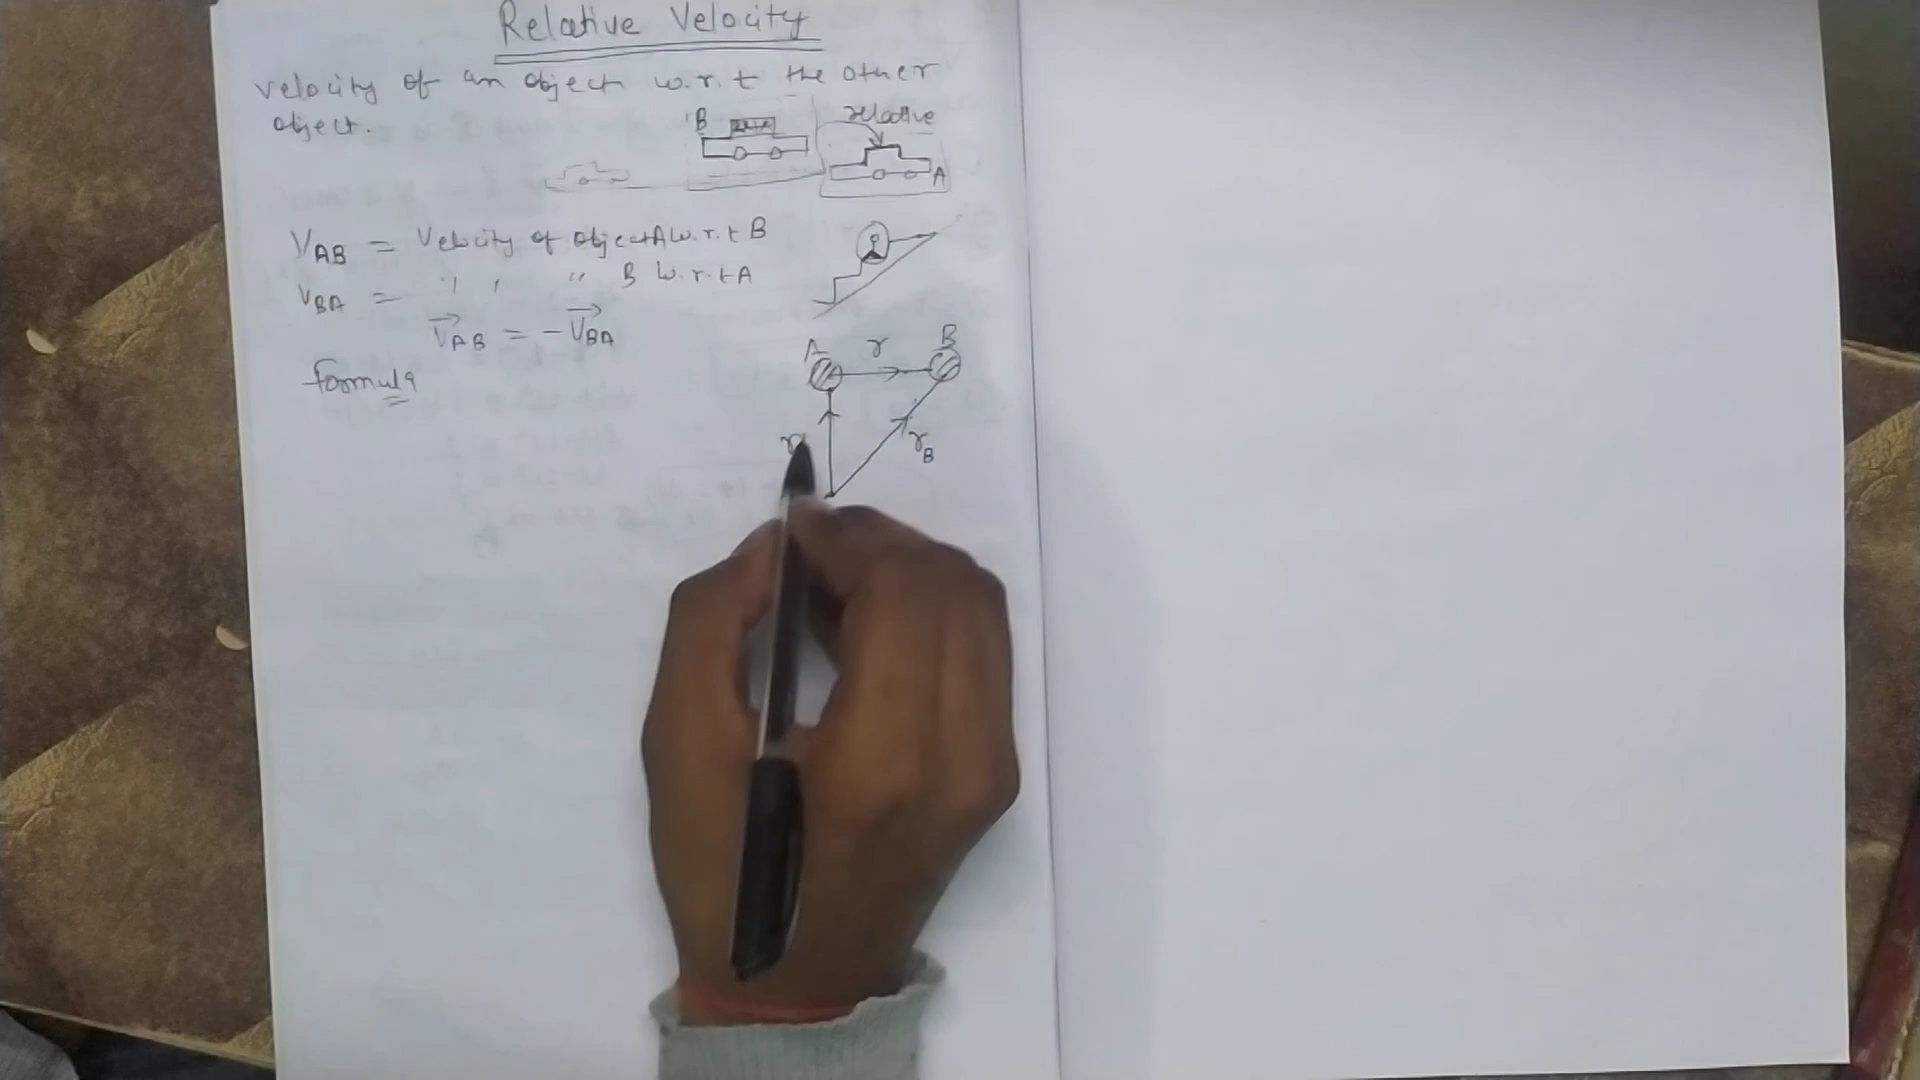 Relative Velocity
Velocity of an object w.r.t the other
object.
B
relative
A
VAB = Velocity of object A w.r.t B
VBA = " , " B w.r.t A
VAB = - VBA
formula
A r B
r
rB